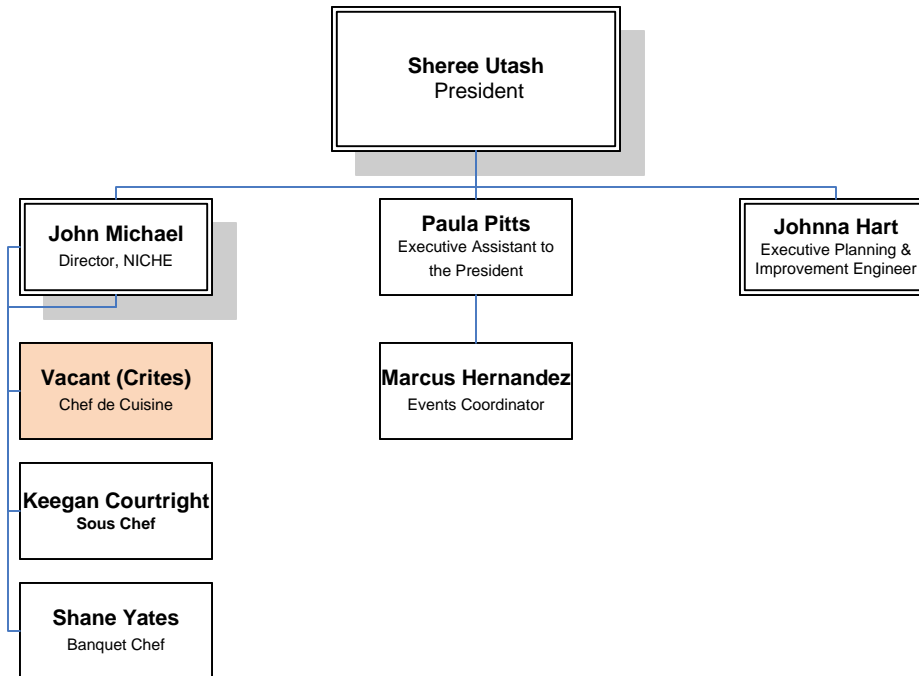 Sheree Utash
President
John Michael
Director, NICHE
Paula Pitts
Executive Assistant to
the President
Johnna Hart
Executive Planning &
Improvement Engineer
Vacant (Crites)
Chef de Cuisine
Marcus Hernandez
Events Coordinator
Keegan Courtright
Sous Chef
Shane Yates
Banquet Chef